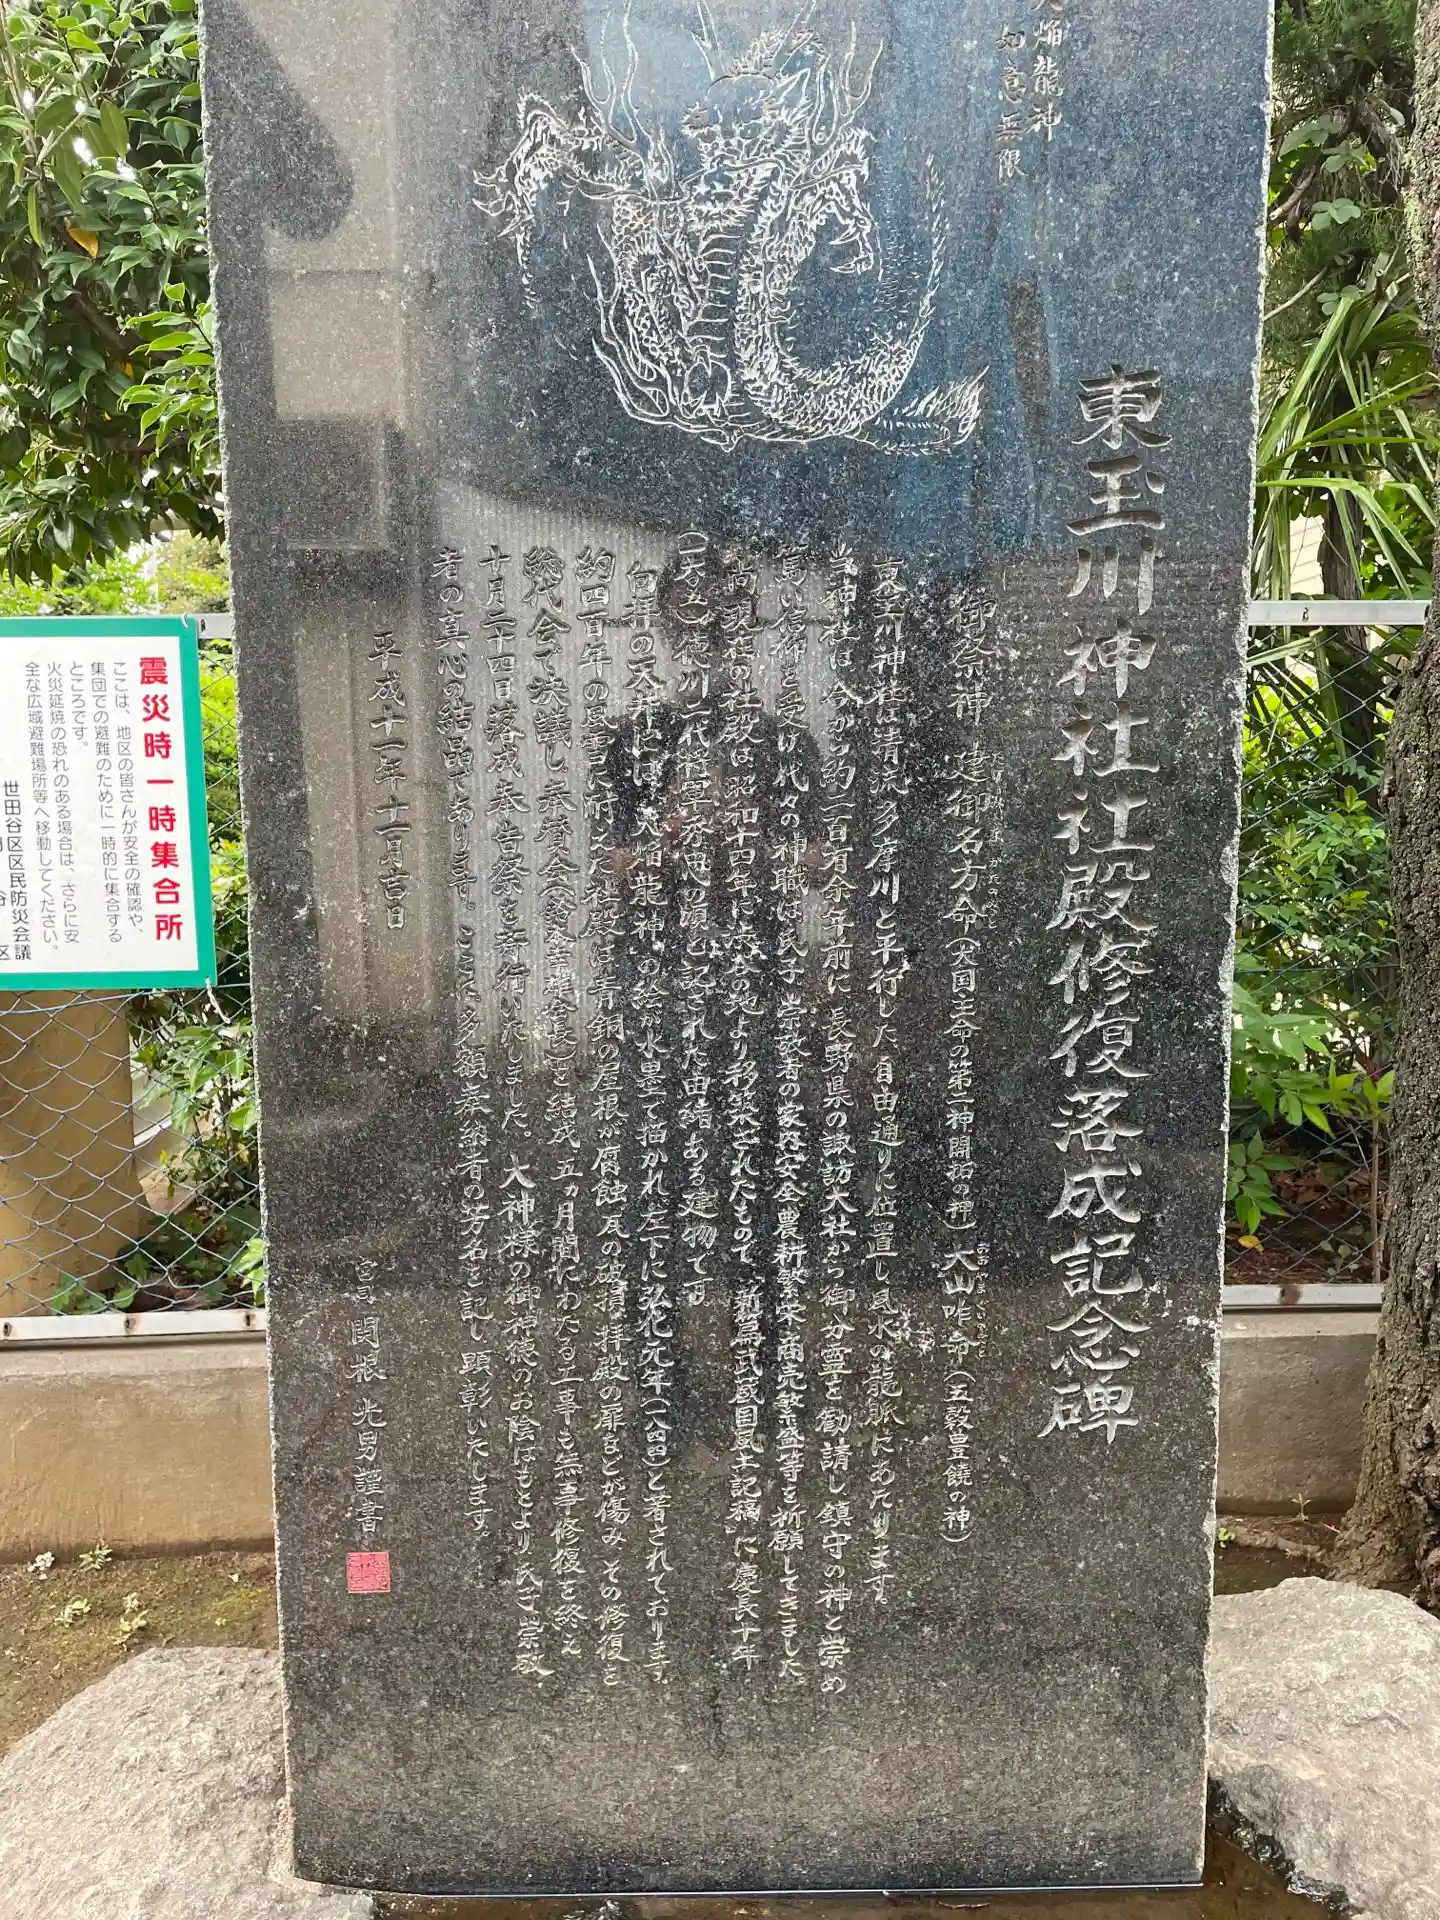 焔龍神
如意無限
東玉川神社社殿修復落成記念碑
御祭神 建御名方命(大国主命の第二神開拓の神)大山咋命(五穀豊饒の神)
東玉川神社は清流多摩川と平行した自由通りに位置し風水の龍脈にあたります。
当神社は、今から約二百有余年前に長野県の諏訪大社から御分霊を勧請し鎮守の神と崇め
篤い信仰を受け代々の神職は氏子崇敬者の家内安全農耕繁栄商売繁盛等を祈願してきました。
尚現在の社殿は昭和十四年に渋谷の地より移築されたもので、『新篇武蔵国風土記稿』に慶長十年
(一六〇五)徳川二代将軍秀忠の頃と記された由緒ある建物です。
向拝の天井には「火焔龍神」の絵が水墨で描かれ左下に弘化元年(一八四四)と著されております。
約四百年の風雪に耐えた社殿は青銅の屋根が腐蝕瓦の破損拝殿の扉などが傷みその修復を
総代会で決議し奉賛会(会長)を結成五ヵ月間にわたる工事も無事修復を終え
十月二十四日落成奉告祭を斎行いたしました。大神様の御神徳のお陰はもとより氏子崇敬
者の真心の結晶であります。ここに多額奉納者の芳名を記し顕彰いたします。
平成十一年十一月吉日
宮司 関根光男謹書
震災時一時集合所
ここは、地区の皆さんが安全の確認や、
集団での避難のために一時的に集合する
ところです。
火災延焼の恐れのある場合は、さらに安
全な広域避難場所等へ移動してください。
世田谷区区民防災会議
谷 区